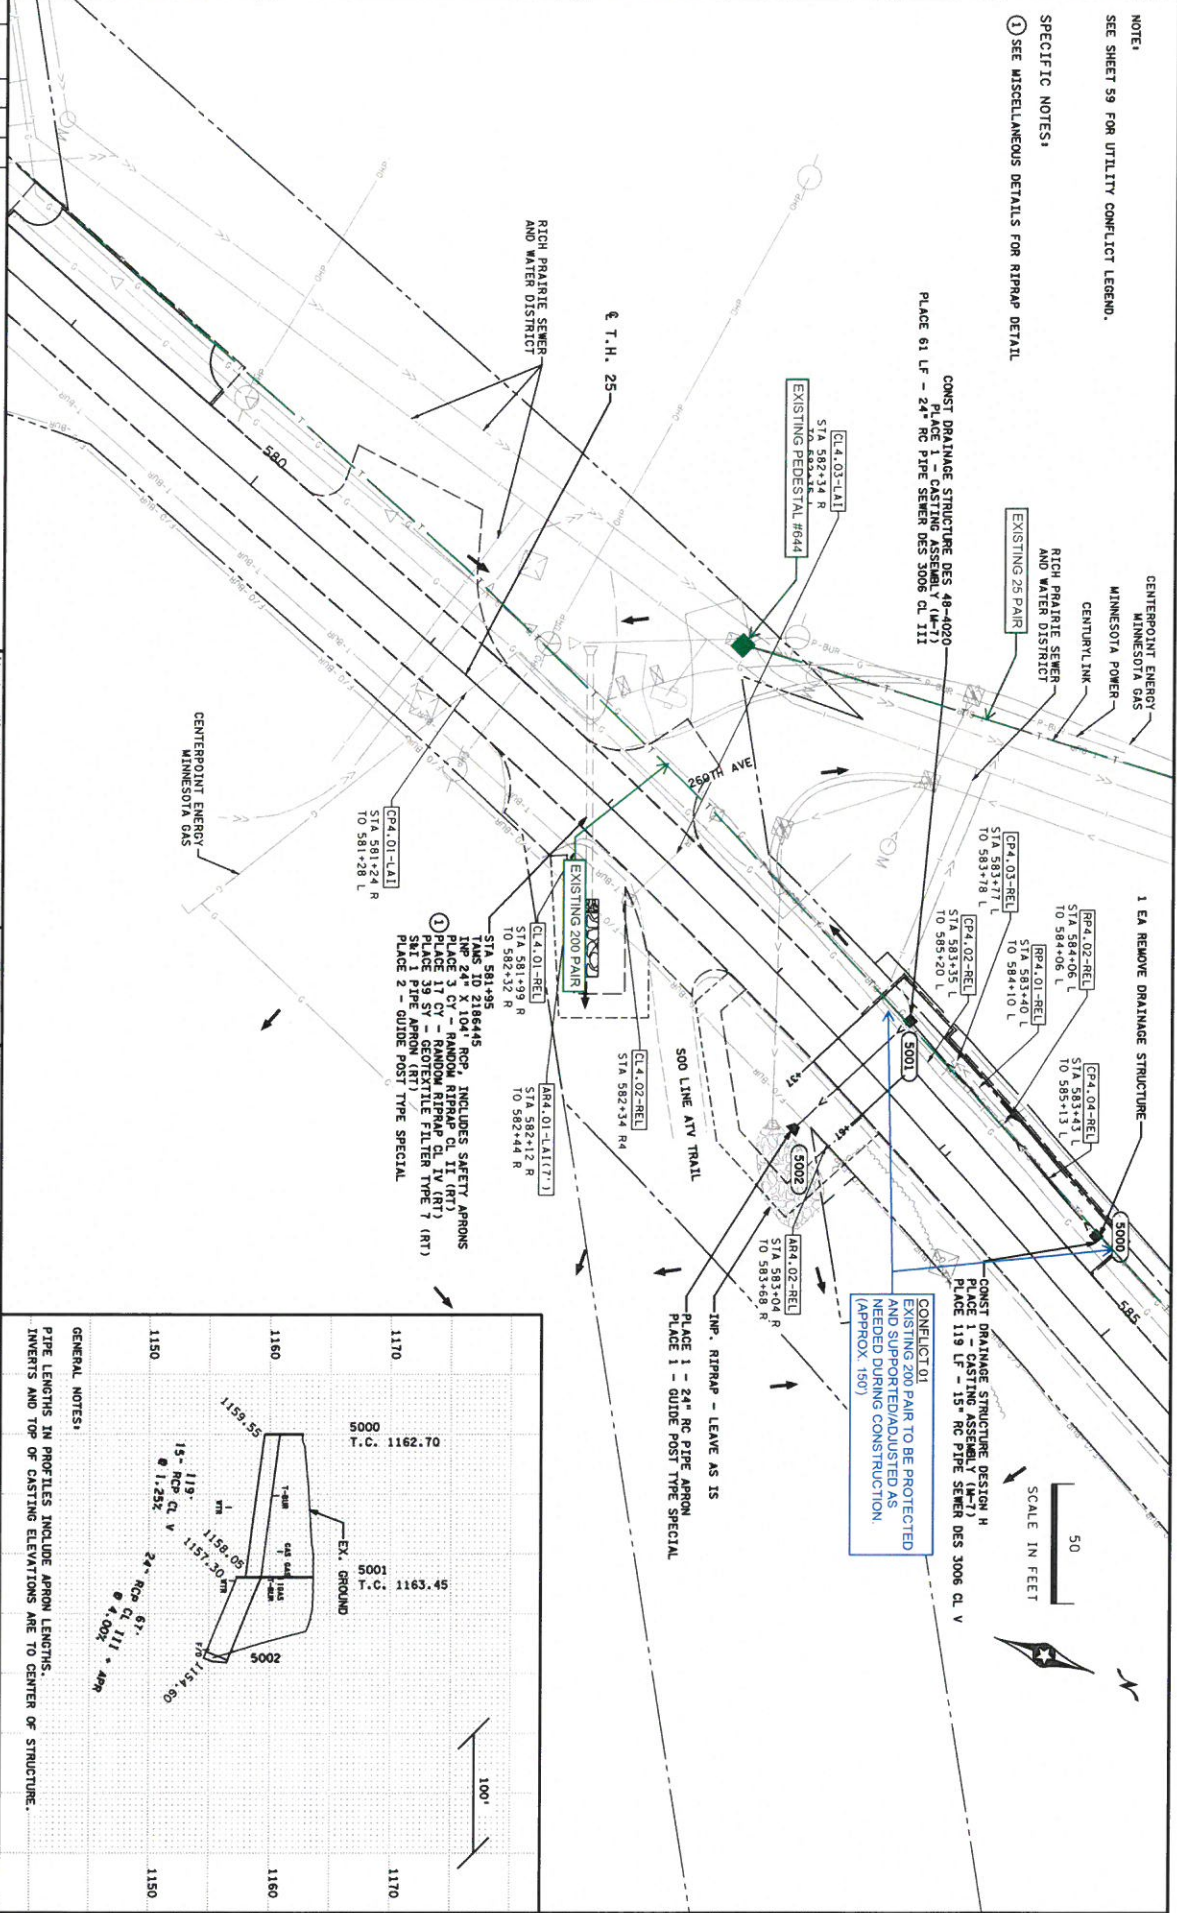 NOTE:
SEE SHEET 59 FOR UTILITY CONFLICT LEGEND.
SPECIFIC NOTES:
① SEE MISCELLANEOUS DETAILS FOR RIPRAP DETAIL
CENTERPOINT ENERGY
MINNESOTA GAS
MINNESOTA POWER
CENTURYLINK
RICH PRAIRIE SEWER
AND WATER DISTRICT
EXISTING 25 PAIR
CONST DRAINAGE STRUCTURE DES 48-4020
PLACE 1 - CASTING ASSEMBLY (M-7)
PLACE 61 LF - 24" RC PIPE SEWER DES 3006 CL III
CL4.03-LAI
STA 582+34 R
EXISTING PEDESTAL #644
RICH PRAIRIE SEWER
AND WATER DISTRICT
℄ T.H. 25
580
260TH AVE
1 EA REMOVE DRAINAGE STRUCTURE
RP4.02-REL
STA 584+06 L
TO 584+06 L
RP4.01-REL
STA 583+40 L
TO 584+10 L
CP4.03-REL
STA 583+77 L
TO 583+78 L
CP4.02-REL
STA 583+35 L
TO 585+20 L
CP4.04-REL
STA 583+43 L
TO 585+13 L
5000
5001
5002
585
+37
-67-
CONST DRAINAGE STRUCTURE DESIGN H
PLACE 1 - CASTING ASSEMBLY (M-7)
PLACE 119 LF - 15" RC PIPE SEWER DES 3006 CL V
CONFLICT 01
EXISTING 200 PAIR TO BE PROTECTED
AND SUPPORTED/ADJUSTED AS
NEEDED DURING CONSTRUCTION.
(APPROX. 150')
AR4.02-REL
STA 583+04 R
TO 583+68 R
INP. RIPRAP - LEAVE AS IS
PLACE 1 - 24" RC PIPE APRON
PLACE 1 - GUIDE POST TYPE SPECIAL
SOO LINE ATV TRAIL
CL4.02-REL
STA 582+34 R4
AR4.01-LAI(7')
STA 582+12 R
TO 582+44 R
EXISTING 200 PAIR
CL4.01-REL
STA 581+99 R
TO 582+32 R
STA 581+95
TAMS ID 2186445
INP 24" X 104' RCP, INCLUDES SAFETY APRONS
PLACE 3 CY - RANDOM RIPRAP CL II (RT)
① PLACE 17 CY - RANDOM RIPRAP CL IV (RT)
PLACE 39 SY - GEOTEXTILE FILTER TYPE 7 (RT)
S&I 1 PIPE APRON (RT)
PLACE 2 - GUIDE POST TYPE SPECIAL
CP4.01-LAI
STA 581+24 R
TO 581+28 L
CENTERPOINT ENERGY
MINNESOTA GAS
50
SCALE IN FEET
N
1170
1160
1150
5000
T.C. 1162.70
EX. GROUND
5001
T.C. 1163.45
5002
1159.55
T-BUR
WTR
GAS GAS
GAS
T-BUR
WTR
F/O
1158.05
1157.30
1154.60
119'
15" RCP CL V
@ 1.25%
67'
24" RCP CL III + APR
@ 4.00%
100'
1170
1160
1150
GENERAL NOTES:
PIPE LENGTHS IN PROFILES INCLUDE APRON LENGTHS.
INVERTS AND TOP OF CASTING ELEVATIONS ARE TO CENTER OF STRUCTURE.